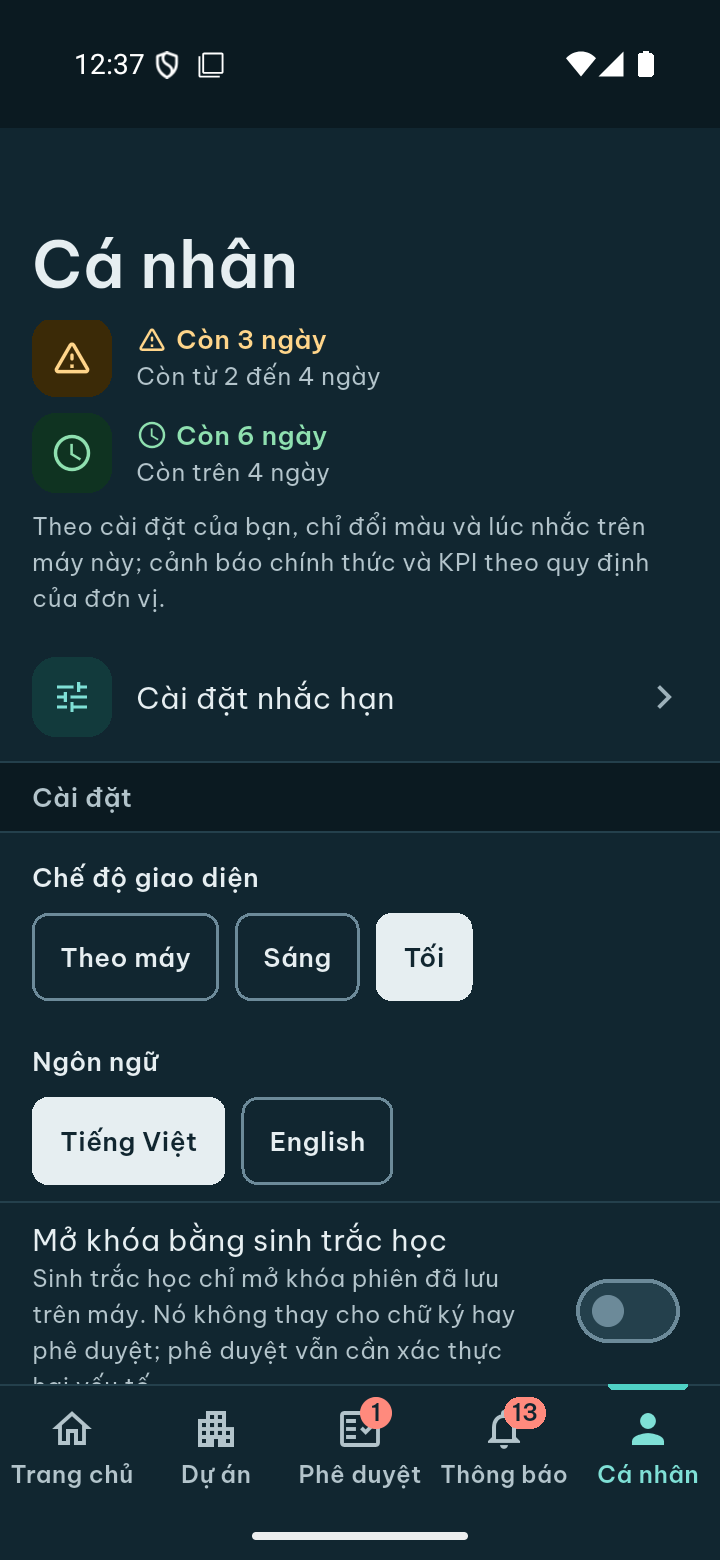 12:37
Cá nhân
Còn 3 ngày
Còn từ 2 đến 4 ngày
Còn 6 ngày
Còn trên 4 ngày
Theo cài đặt của bạn, chỉ đổi màu và lúc nhắc trên
máy này; cảnh báo chính thức và KPI theo quy định
của đơn vị.
Cài đặt nhắc hạn
Cài đặt
Chế độ giao diện
Theo máy Sáng Tối
Ngôn ngữ
Tiếng Việt English
Mở khóa bằng sinh trắc học
Sinh trắc học chỉ mở khóa phiên đã lưu
trên máy. Nó không thay cho chữ ký hay
phê duyệt; phê duyệt vẫn cần xác thực
hai yếu tố
1 13
Trang chủ Dự án Phê duyệt Thông báo Cá nhân